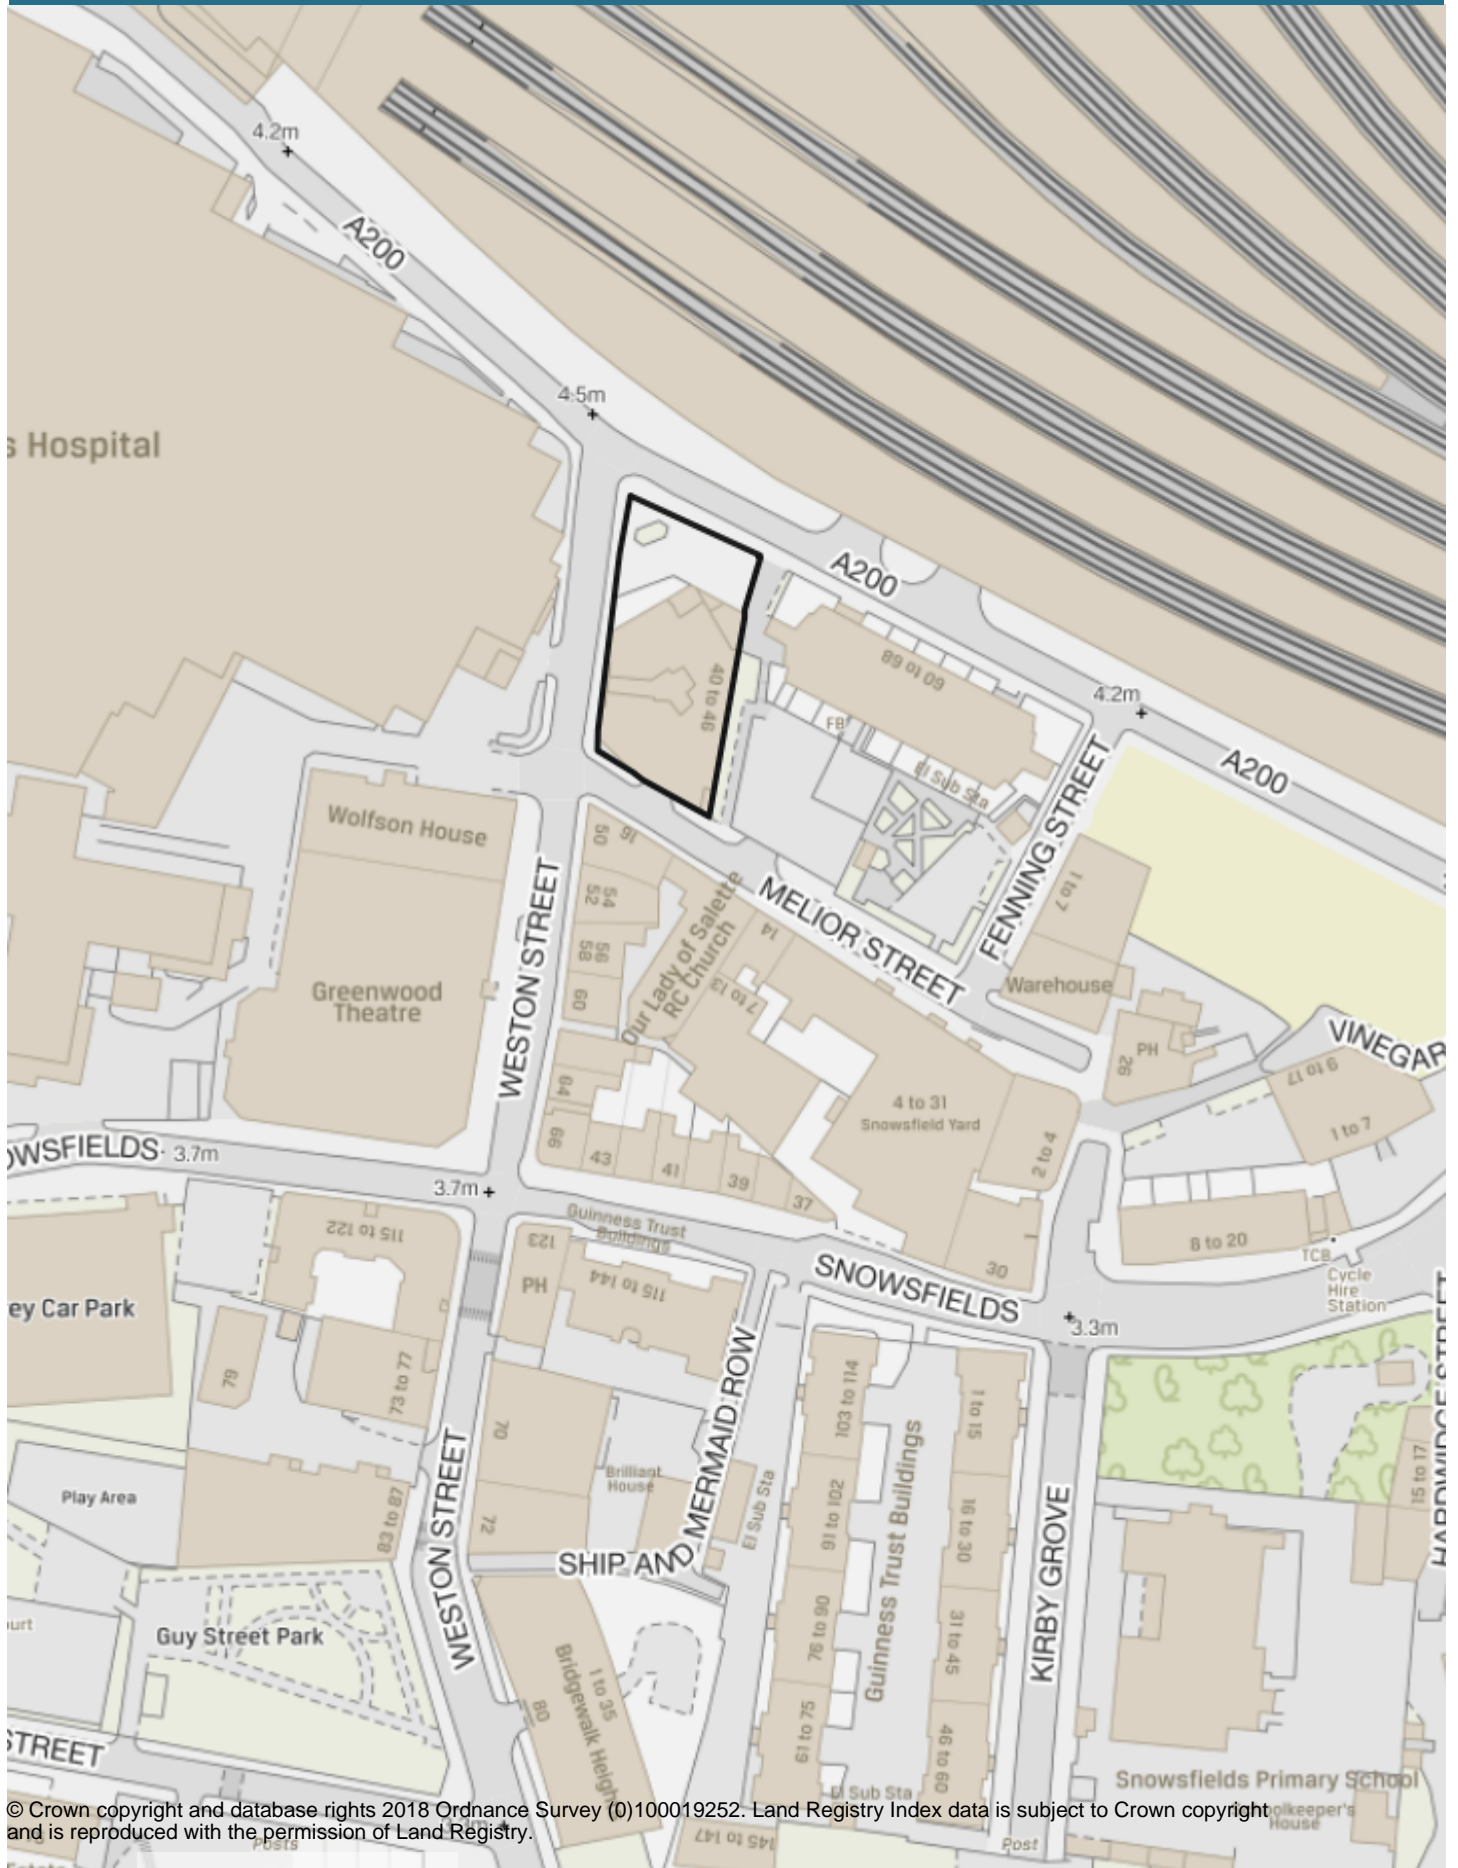 4.2m
A200
4.5m
s Hospital
A200
60 to 68
40 to 46
4.2m
FB
A200
El Sub Sta
Wolfson House
FENNING STREET
50
16
54
52
1 to 7
WESTON STREET
MELIOR STREET
14
56
58
Our Lady of Salette
RC Church
7 to 13
Warehouse
60
Greenwood
Theatre
VINEGAR
PH
26
9 to 17
64
4 to 31
Snowsfield Yard
1 to 7
66
2 to 4
OWSFIELDS
3.7m
43
41
39
37
3.7m
Guinness Trust
Buildings
115 to 122
123
PH
115 to 144
1
30
8 to 20
TCB
Cycle
Hire
Station
SNOWSFIELDS
3.3m
ey Car Park
79
73 to 77
70
SHIP AND MERMAID ROW
103 to 114
1 to 15
HARDWIDGE STREET
15 to 17
Brilliant
House
Play Area
83 to 87
72
WESTON STREET
El Sub Sta
91 to 102
Guinness Trust Buildings
16 to 30
KIRBY GROVE
urt
Guy Street Park
1 to 35
Bridgewalk Heights
80
76 to 90
31 to 45
61 to 75
46 to 60
STREET
El Sub Sta
Snowsfields Primary School
olkeeper's
House
© Crown copyright and database rights 2018 Ordnance Survey (0)100019252. Land Registry Index data is subject to Crown copyright
and is reproduced with the permission of Land Registry.
Posts
145 to 147
Post